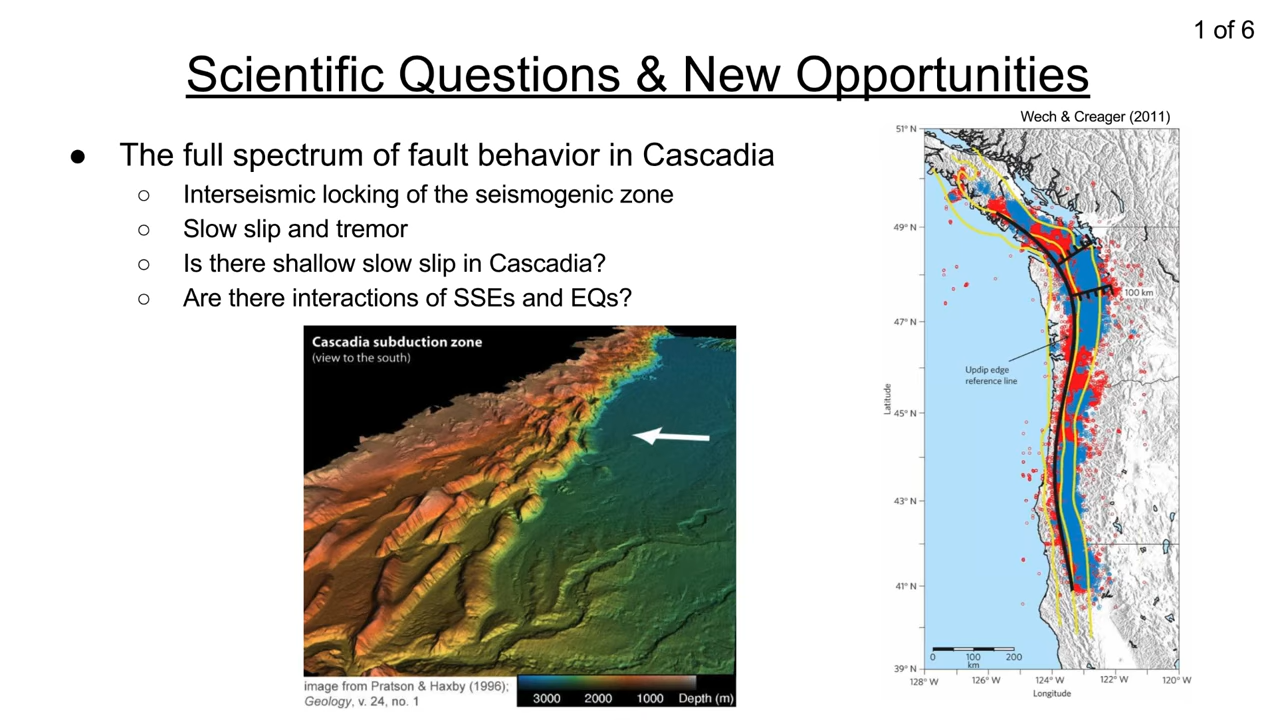 1 of 6
Scientific Questions & New Opportunities
● The full spectrum of fault behavior in Cascadia
○ Interseismic locking of the seismogenic zone
○ Slow slip and tremor
○ Is there shallow slow slip in Cascadia?
○ Are there interactions of SSEs and EQs?
Cascadia subduction zone
(view to the south)
image from Pratson & Haxby (1996);
Geology, v. 24, no. 1
3000 2000 1000 Depth (m)
Wech & Creager (2011)
51° N
49° N
100 km
47° N
Updip edge
reference line
Latitude
45° N
43° N
41° N
0 100 200
km
39° N
128° W 126° W 124° W 122° W 120° W
Longitude